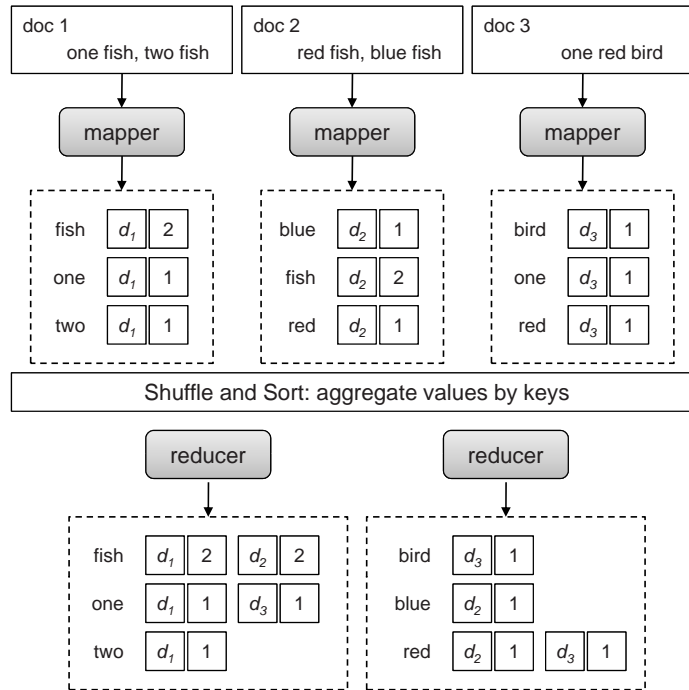 doc 1
one fish, two fish
doc 2
red fish, blue fish
doc 3
one red bird
mapper
mapper
mapper
fish d1 2
one d1 1
two d1 1
blue d2 1
fish d2 2
red d2 1
bird d3 1
one d3 1
red d3 1
Shuffle and Sort: aggregate values by keys
reducer
reducer
fish d1 2 d2 2
one d1 1 d3 1
two d1 1
bird d3 1
blue d2 1
red d2 1 d3 1